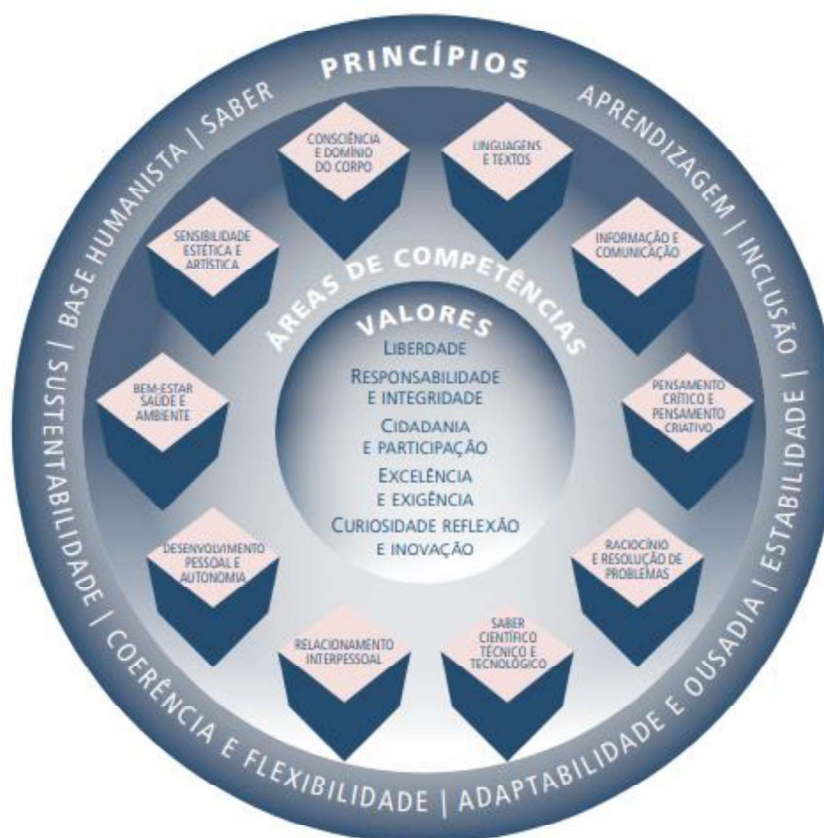 PRINCÍPIOS
BASE HUMANISTA | SABER
APRENDIZAGEM | INCLUSÃO |
ESTABILIDADE |
ADAPTABILIDADE E OUSADIA |
COERÊNCIA E FLEXIBILIDADE |
SUSTENTABILIDADE |
CONSCIÊNCIA
E DOMÍNIO
DO CORPO
LINGUAGENS
E TEXTOS
SENSIBILIDADE
ESTÉTICA E
ARTÍSTICA
INFORMAÇÃO E
COMUNICAÇÃO
BEM-ESTAR
SAÚDE E
AMBIENTE
PENSAMENTO
CRÍTICO E
PENSAMENTO
CRIATIVO
DESENVOLVIMENTO
PESSOAL E
AUTONOMIA
RACIOCÍNIO
E RESOLUÇÃO DE
PROBLEMAS
RELACIONAMENTO
INTERPESSOAL
SABER
CIENTÍFICO
TÉCNICO E
TECNOLÓGICO
ÁREAS DE COMPETÊNCIAS
VALORES
LIBERDADE
RESPONSABILIDADE
E INTEGRIDADE
CIDADANIA
E PARTICIPAÇÃO
EXCELÊNCIA
E EXIGÊNCIA
CURIOSIDADE REFLEXÃO
E INOVAÇÃO